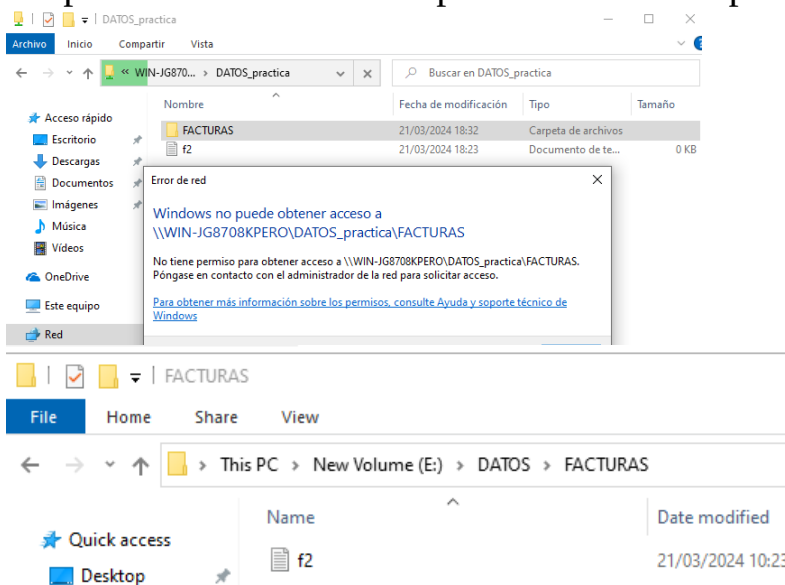 DATOS_practica
Archivo Inicio Compartir Vista
« WIN-JG870... > DATOS_practica
Buscar en DATOS_practica
Nombre Fecha de modificación Tipo Tamaño
Acceso rápido
FACTURAS 21/03/2024 18:32 Carpeta de archivos
Escritorio
f2 21/03/2024 18:23 Documento de te... 0 KB
Descargas
Documentos
Imágenes
Música
Vídeos
OneDrive
Este equipo
Red
Error de red
Windows no puede obtener acceso a
\\WIN-JG8708KPERO\DATOS_practica\FACTURAS
No tiene permiso para obtener acceso a \\WIN-JG8708KPERO\DATOS_practica\FACTURAS.
Póngase en contacto con el administrador de la red para solicitar acceso.
Para obtener más información sobre los permisos, consulte Ayuda y soporte técnico de
Windows
FACTURAS
File Home Share View
This PC > New Volume (E:) > DATOS > FACTURAS
Name Date modified
Quick access
f2 21/03/2024 10:23
Desktop